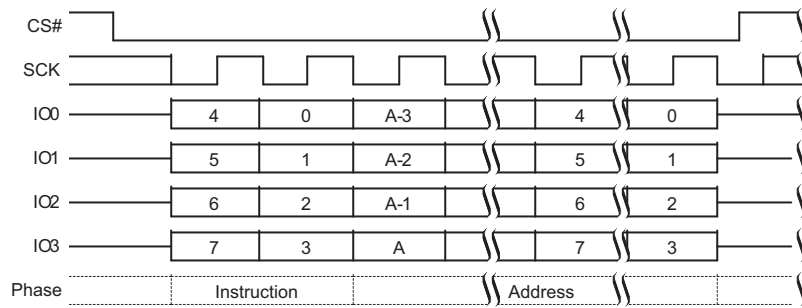 CS#
SCK
IO0 4 0 A-3 4 0
IO1 5 1 A-2 5 1
IO2 6 2 A-1 6 2
IO3 7 3 A 7 3
Phase Instruction Address